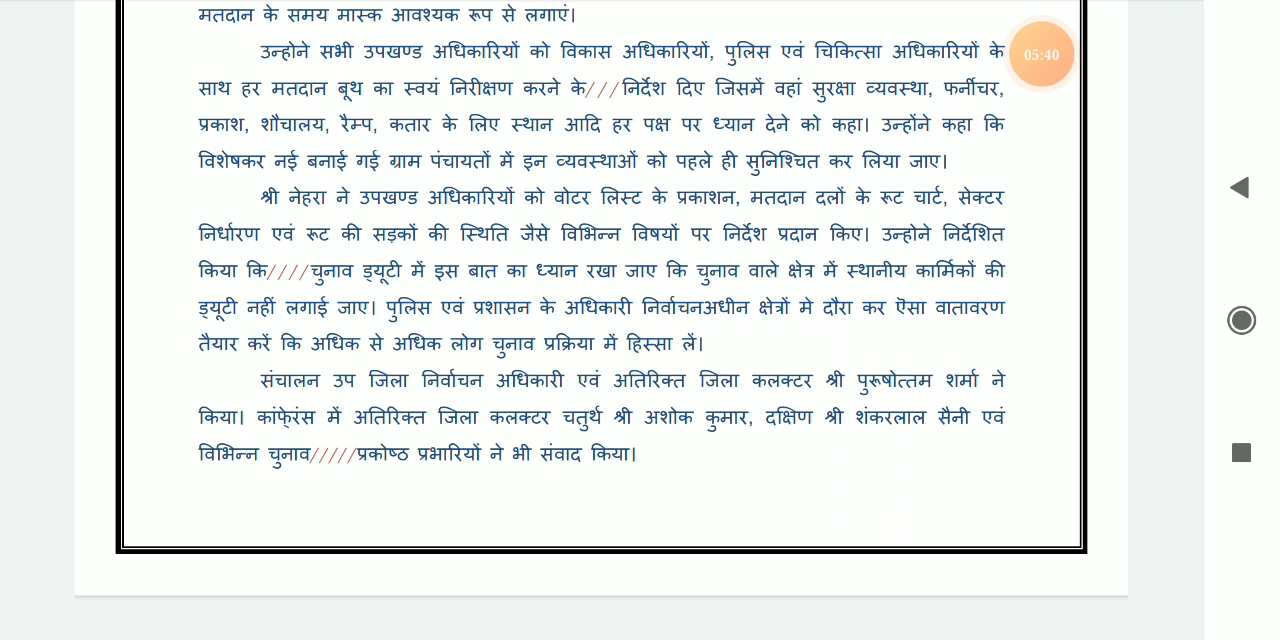 मतदान के समय मास्क आवश्यक रूप से लगाएं।
उन्होने सभी उपखण्ड अधिकारियों को विकास अधिकारियों, पुलिस एवं चिकित्सा अधिकारियों के
05:40
साथ हर मतदान बूथ का स्वयं निरीक्षण करने के///निर्देश दिए जिसमें वहां सुरक्षा व्यवस्था, फर्नीचर,
प्रकाश, शौचालय, रैम्प, कतार के लिए स्थान आदि हर पक्ष पर ध्यान देने को कहा। उन्होंने कहा कि
विशेषकर नई बनाई गई ग्राम पंचायतों में इन व्यवस्थाओं को पहले ही सुनिश्चित कर लिया जाए।
श्री नेहरा ने उपखण्ड अधिकारियों को वोटर लिस्ट के प्रकाशन, मतदान दलों के रूट चार्ट, सेक्टर
निर्धारण एवं रूट की सड़कों की स्थिति जैसे विभिन्न विषयों पर निर्देश प्रदान किए। उन्होने निर्देशित
किया कि////चुनाव ड्यूटी में इस बात का ध्यान रखा जाए कि चुनाव वाले क्षेत्र में स्थानीय कार्मिकों की
ड्यूटी नहीं लगाई जाए। पुलिस एवं प्रशासन के अधिकारी निर्वाचनअधीन क्षेत्रों मे दौरा कर ऎसा वातावरण
तैयार करें कि अधिक से अधिक लोग चुनाव प्रक्रिया में हिस्सा लें।
संचालन उप जिला निर्वाचन अधिकारी एवं अतिरिक्त जिला कलक्टर श्री पुरूषोत्तम शर्मा ने
किया। कांफे्रंस में अतिरिक्त जिला कलक्टर चतुर्थ श्री अशोक कुमार, दक्षिण श्री शंकरलाल सैनी एवं
विभिन्न चुनाव/////प्रकोष्ठ प्रभारियों ने भी संवाद किया।